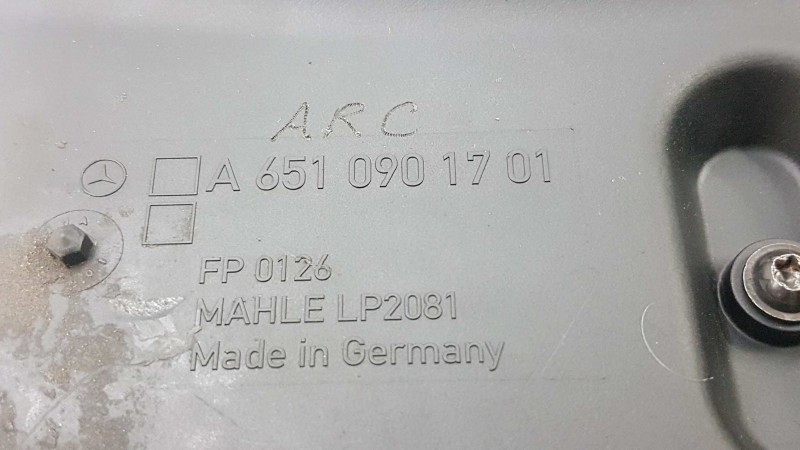 ARC
A 651 090 17 01
FP 0126
MAHLE LP2081
Made in Germany